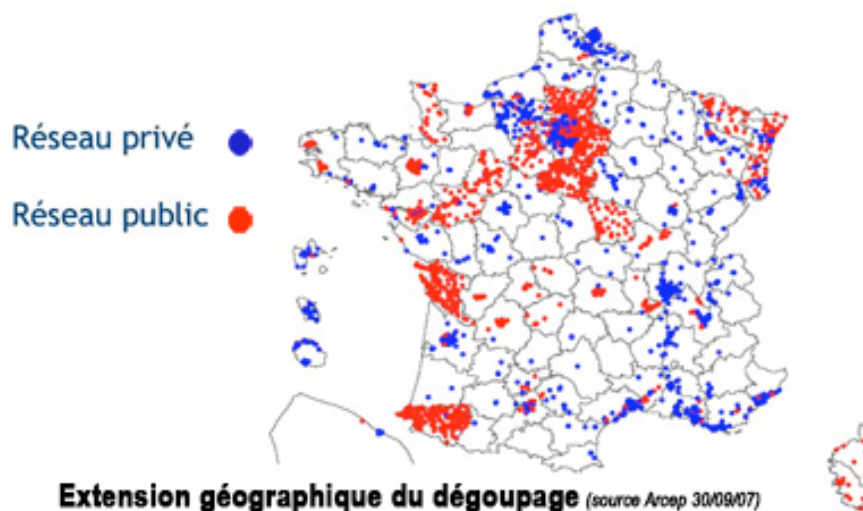 Réseau privé
Réseau public
Extension géographique du dégoupage (source Arcep 30/09/07)